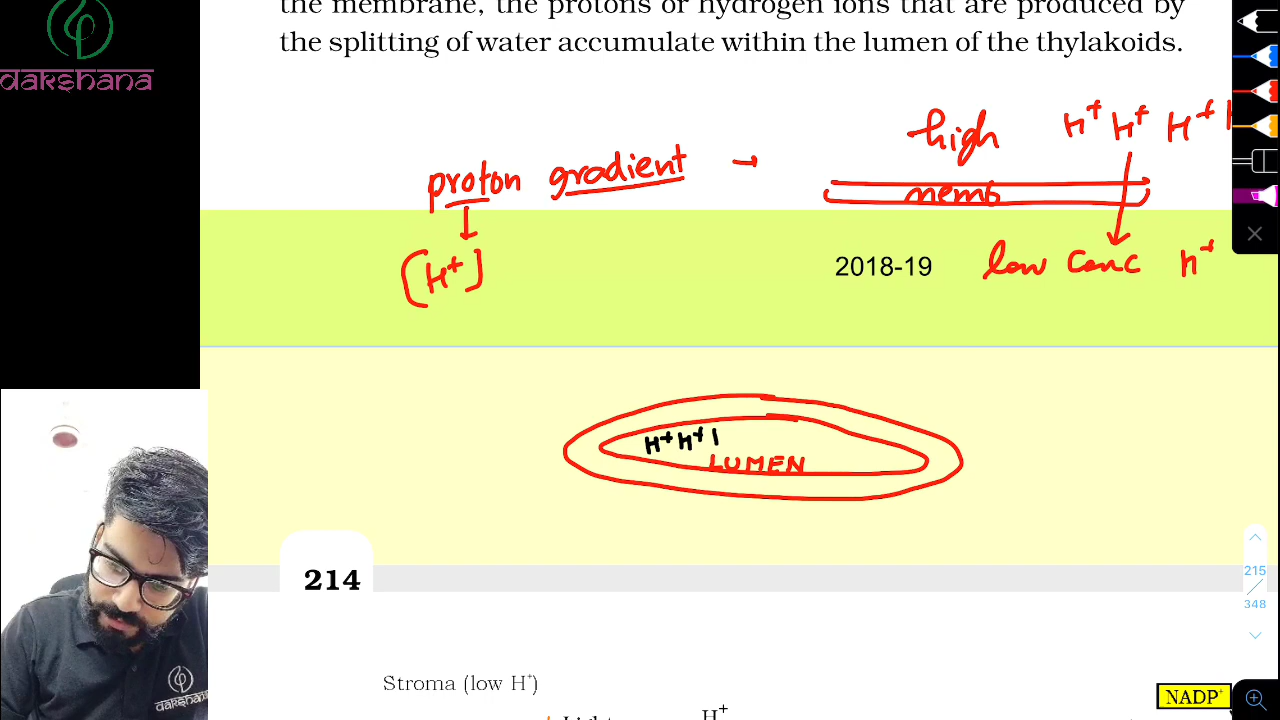 the membrane, the protons or hydrogen ions that are produced by
the splitting of water accumulate within the lumen of the thylakoids.
dakshana
high H+ H+ H+
proton gradient →
memb
[H+]
2018-19
low conc H+
H+ H+
LUMEN
214
215
348
Stroma (low H+)
NADP+
H+
Light
dakshana